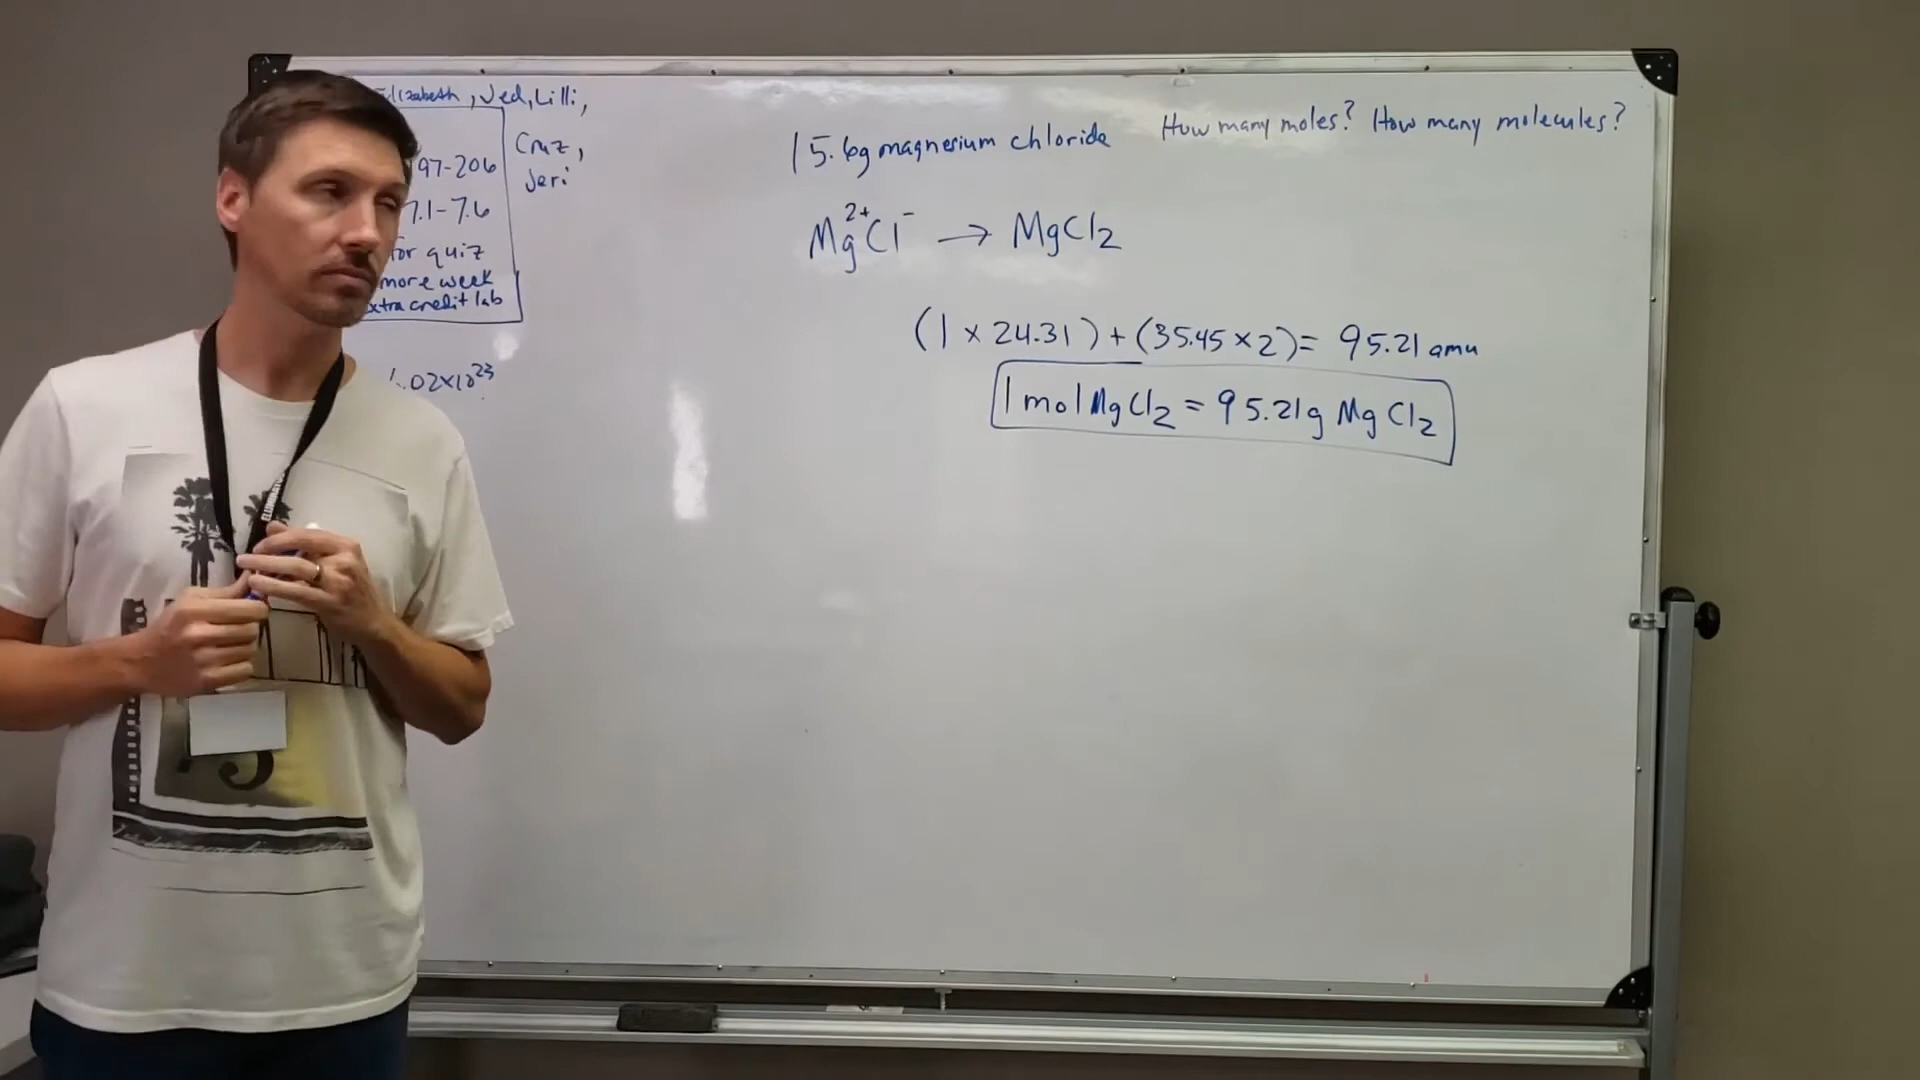 Elizabeth, Jed, Lilli,
Cruz,
Jeri
97-206
7.1-7.6
for quiz
more week
extra credit lab
6.02x10²³
15.6g magnesium chloride How many moles? How many molecules?
Mg²⁺Cl⁻ → MgCl₂
(1 × 24.31) + (35.45 × 2) = 95.21 amu
1 mol MgCl₂ = 95.21g MgCl₂